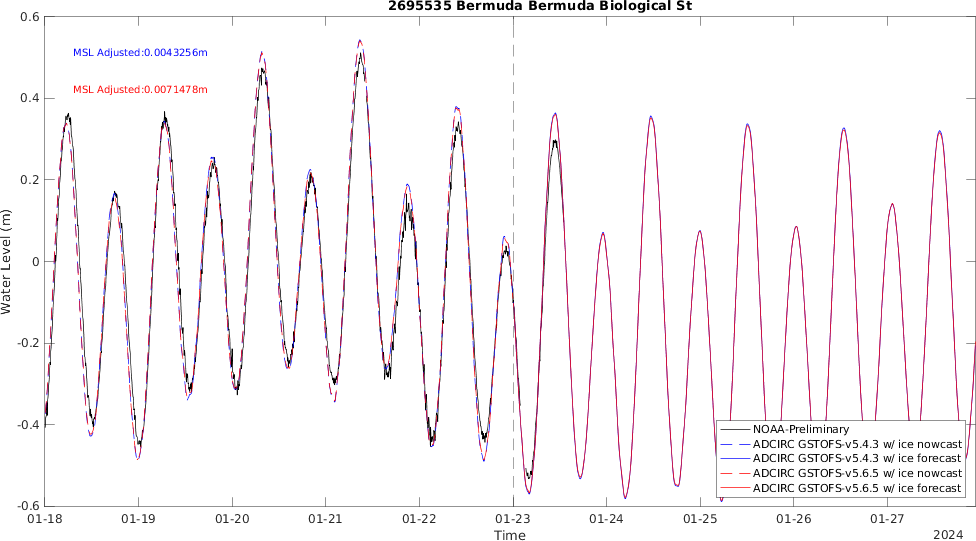 2695535 Bermuda Bermuda Biological St
MSL Adjusted:0.0043256m
MSL Adjusted:0.0071478m
Water Level (m)
0.6
0.4
0.2
0
-0.2
-0.4
-0.6
NOAA-Preliminary
ADCIRC GSTOFS-v5.4.3 w/ ice nowcast
ADCIRC GSTOFS-v5.4.3 w/ ice forecast
ADCIRC GSTOFS-v5.6.5 w/ ice nowcast
ADCIRC GSTOFS-v5.6.5 w/ ice forecast
01-18 01-19 01-20 01-21 01-22 01-23 01-24 01-25 01-26 01-27
Time
2024